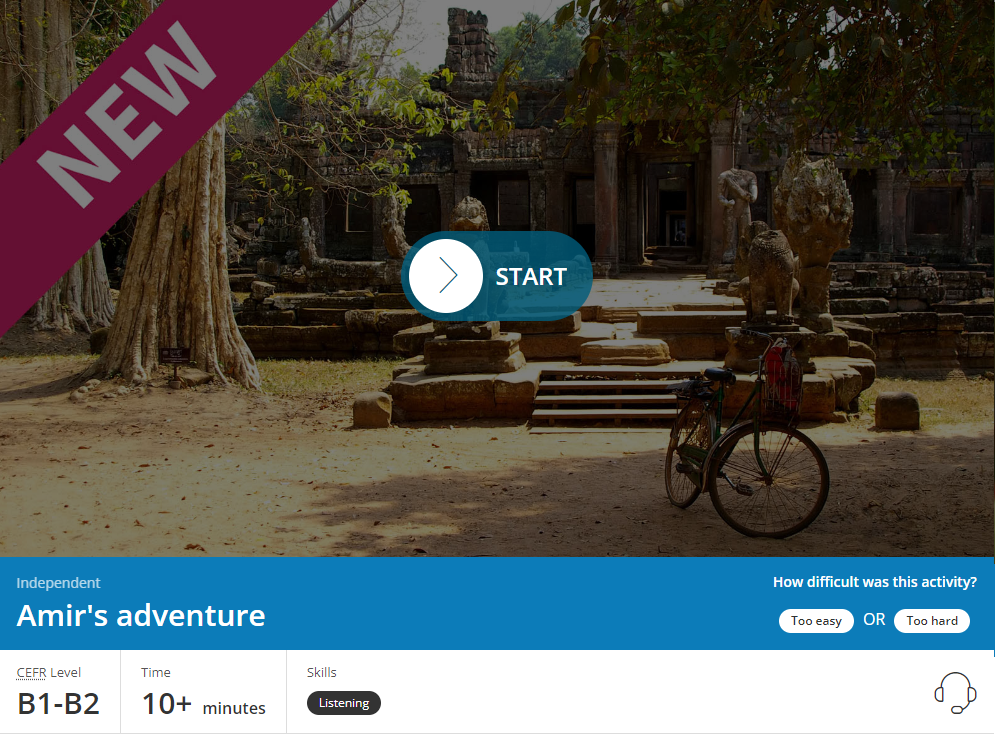 NEW
START
Independent
Amir's adventure
How difficult was this activity?
Too easy OR Too hard
CEFR Level
B1-B2
Time
10+ minutes
Skills
Listening